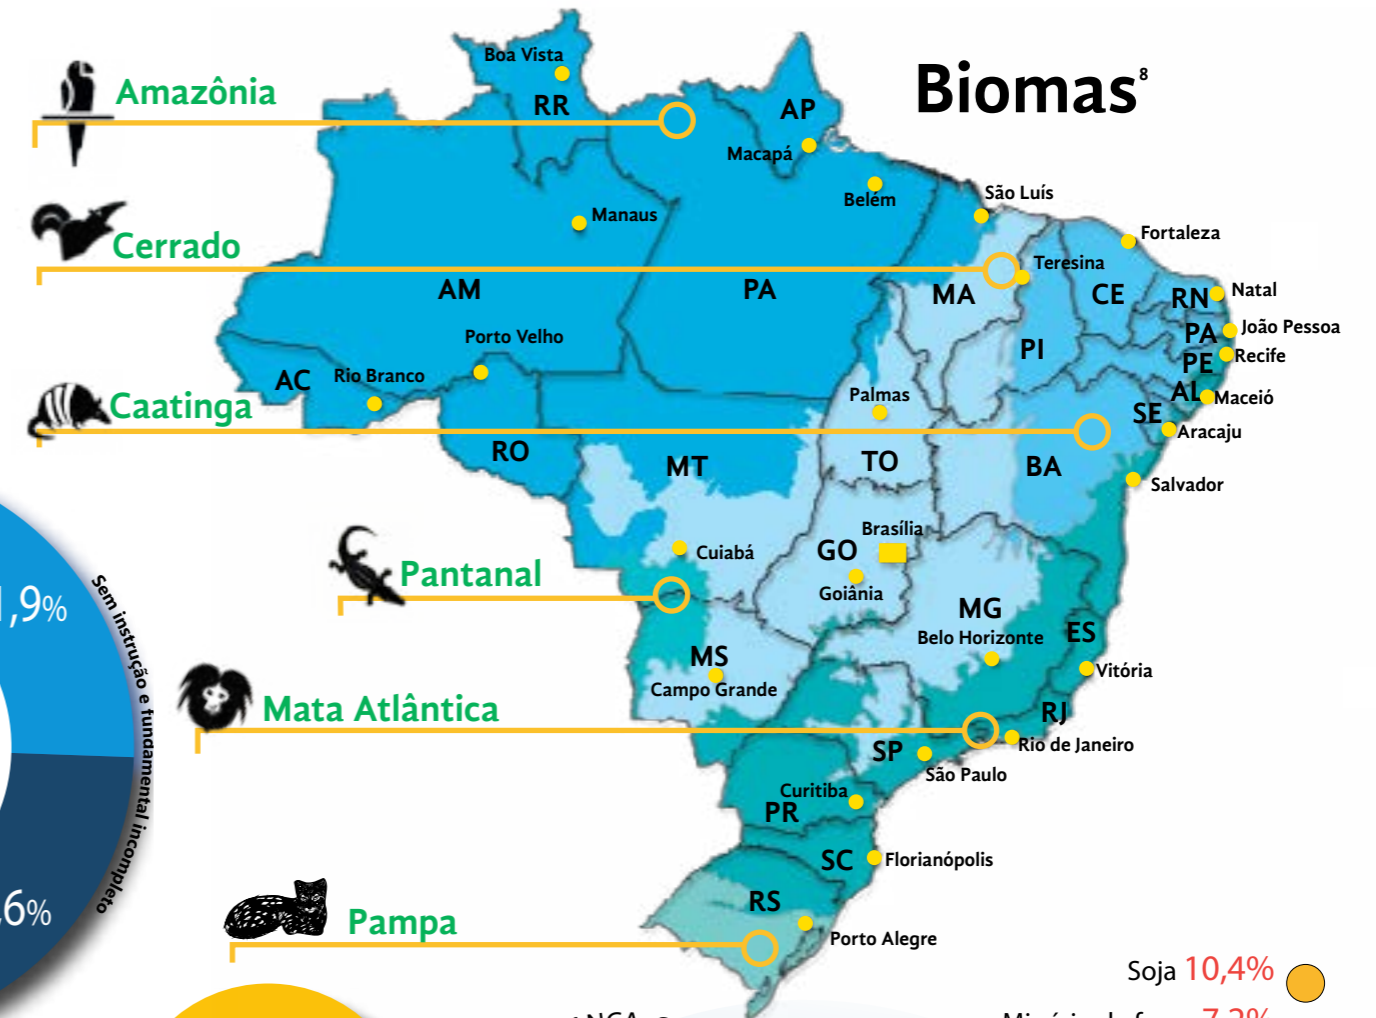 Biomas⁸
Amazônia
Cerrado
Caatinga
Pantanal
Mata Atlântica
Pampa
Boa Vista
RR
AP
Macapá
Belém
Manaus
São Luís
Fortaleza
Teresina
AM
PA
MA
CE
RN
Natal
PA
João Pessoa
PI
PE
Recife
Porto Velho
AC
Rio Branco
Palmas
AL
Maceió
SE
Aracaju
RO
MT
TO
BA
Salvador
Brasília
Cuiabá
GO
Goiânia
MG
Belo Horizonte
ES
Vitória
MS
Campo Grande
RJ
Rio de Janeiro
SP
São Paulo
Curitiba
PR
SC
Florianópolis
RS
Porto Alegre
,9%
,6%
Sem instrução e fundamental incompleto
Soja 10,4%